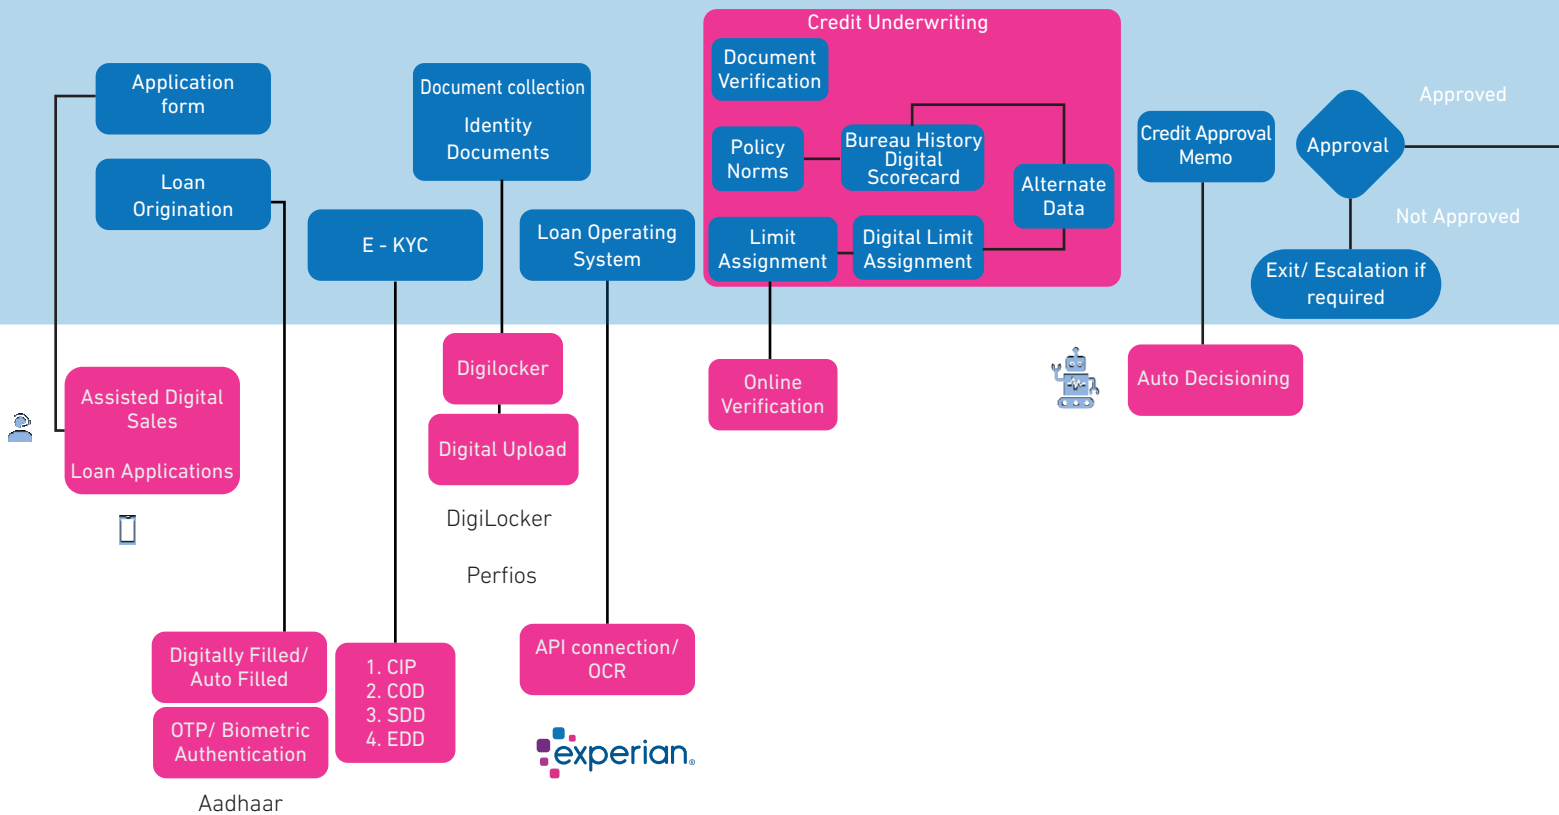 Application
form
Loan
Origination
E - KYC
Document collection
Identity
Documents
Loan Operating
System
Credit Underwriting
Document
Verification
Policy
Norms
Bureau History
Digital
Scorecard
Alternate
Data
Limit
Assignment
Digital Limit
Assignment
Credit Approval
Memo
Approval
Approved
Not Approved
Exit/ Escalation if
required
Assisted Digital
Sales
Loan Applications
Digilocker
Digital Upload
DigiLocker
Perfios
Online
Verification
Auto Decisioning
Digitally Filled/
Auto Filled
OTP/ Biometric
Authentication
Aadhaar
1. CIP
2. COD
3. SDD
4. EDD
API connection/
OCR
experian®